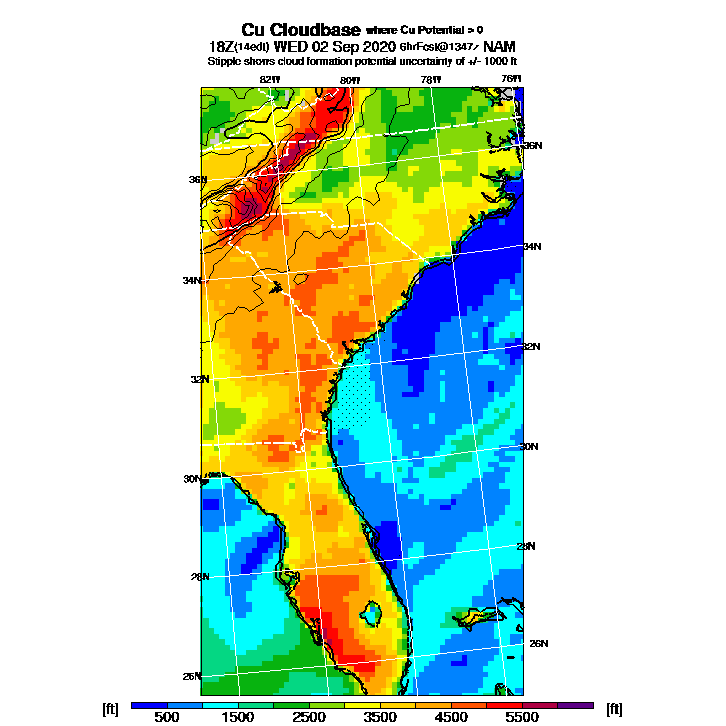 Cu Cloudbase where Cu Potential > 0
18Z(14edt) WED 02 Sep 2020 6hrFcst@1347z NAM
Stipple shows cloud formation potential uncertainty of +/- 1000 ft
82W 80W 78W 76W
36N 36N
34N 34N
32N 32N
30N 30N
28N 28N
26N 26N
[ft] 500 1500 2500 3500 4500 5500 [ft]